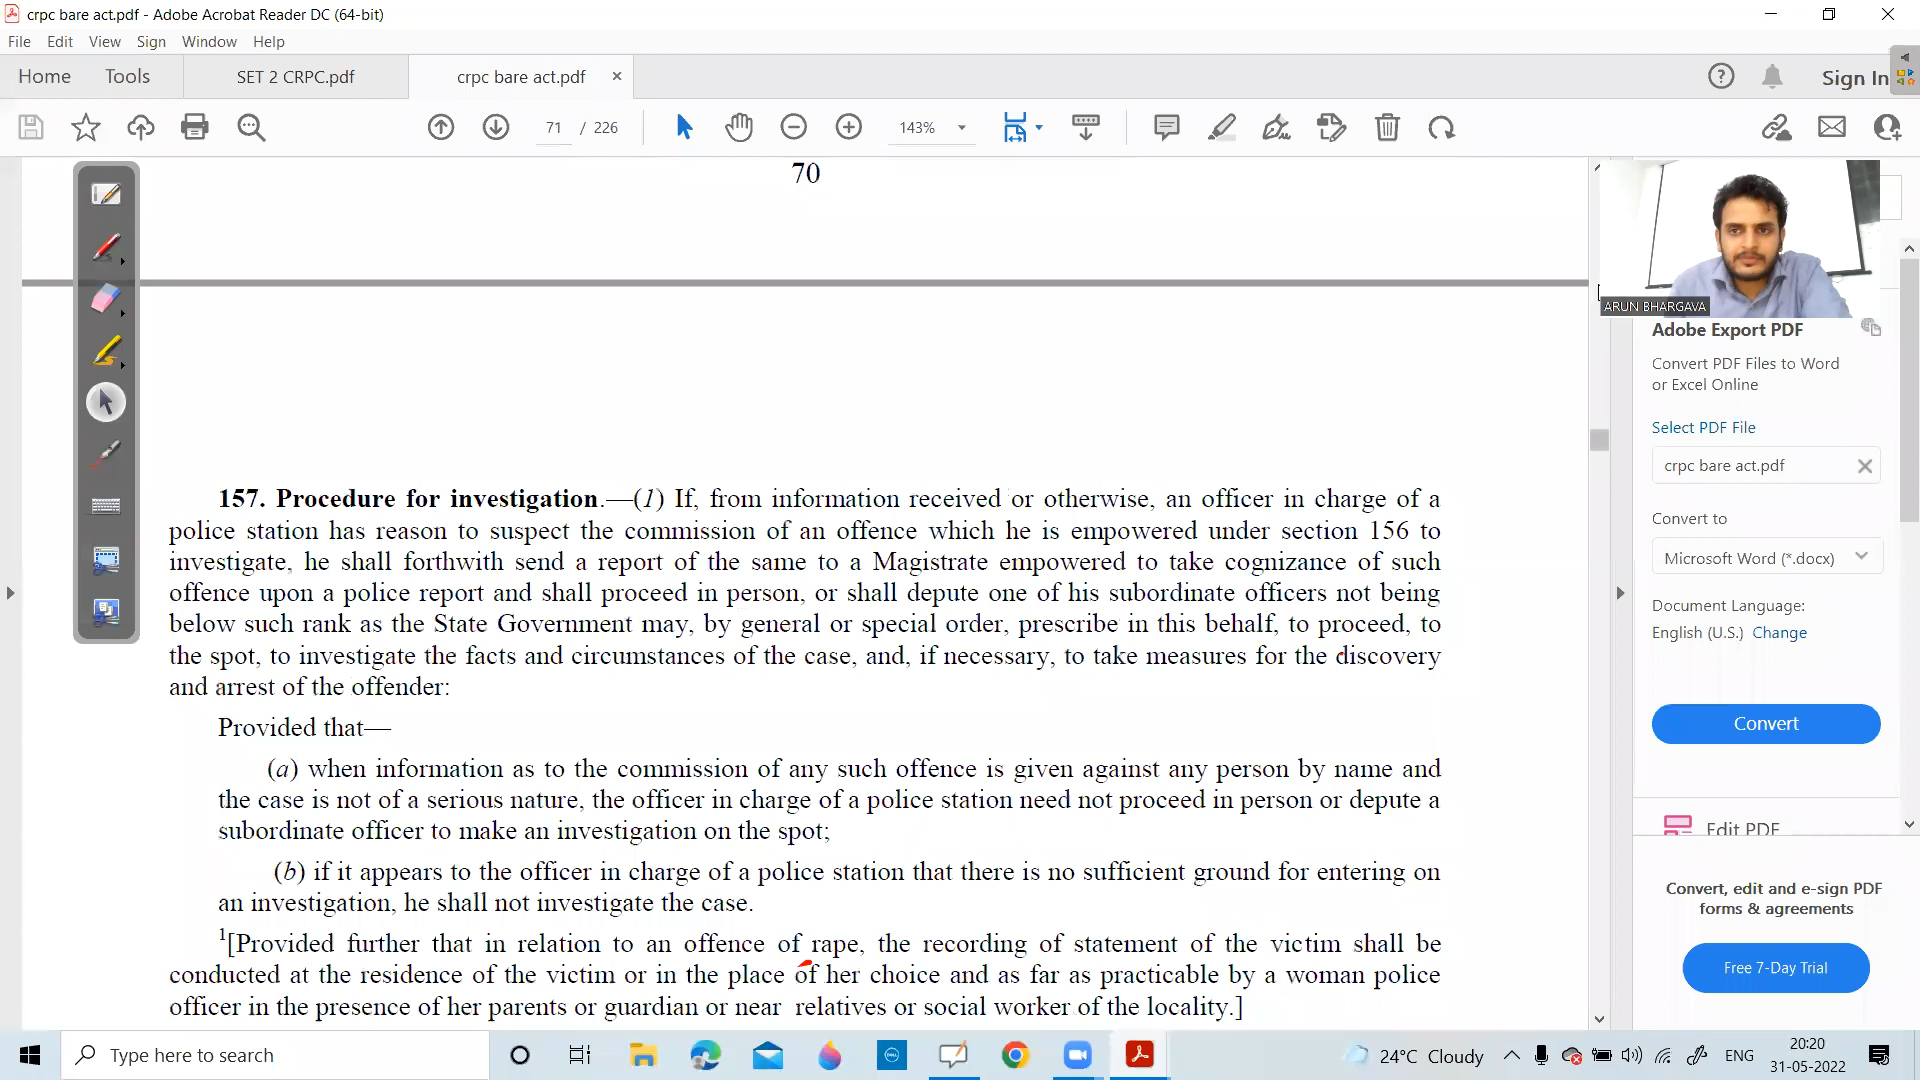 crpc bare act.pdf - Adobe Acrobat Reader DC (64-bit)
File Edit View Sign Window Help
Home Tools SET 2 CRPC.pdf crpc bare act.pdf × Sign In
71 / 226 143%
70
ARUN BHARGAVA
157. Procedure for investigation.—(1) If, from information received or otherwise, an officer in charge of a
police station has reason to suspect the commission of an offence which he is empowered under section 156 to
investigate, he shall forthwith send a report of the same to a Magistrate empowered to take cognizance of such
offence upon a police report and shall proceed in person, or shall depute one of his subordinate officers not being
below such rank as the State Government may, by general or special order, prescribe in this behalf, to proceed, to
the spot, to investigate the facts and circumstances of the case, and, if necessary, to take measures for the discovery
and arrest of the offender:
Provided that—
(a) when information as to the commission of any such offence is given against any person by name and
the case is not of a serious nature, the officer in charge of a police station need not proceed in person or depute a
subordinate officer to make an investigation on the spot;
(b) if it appears to the officer in charge of a police station that there is no sufficient ground for entering on
an investigation, he shall not investigate the case.
1[Provided further that in relation to an offence of rape, the recording of statement of the victim shall be
conducted at the residence of the victim or in the place of her choice and as far as practicable by a woman police
officer in the presence of her parents or guardian or near relatives or social worker of the locality.]
Adobe Export PDF
Convert PDF Files to Word
or Excel Online
Select PDF File
crpc bare act.pdf
Convert to
Microsoft Word (*.docx)
Document Language:
English (U.S.) Change
Convert
Edit PDF
Convert, edit and e-sign PDF
forms & agreements
Free 7-Day Trial
Type here to search
DELL
24°C Cloudy
ENG
20:20
31-05-2022